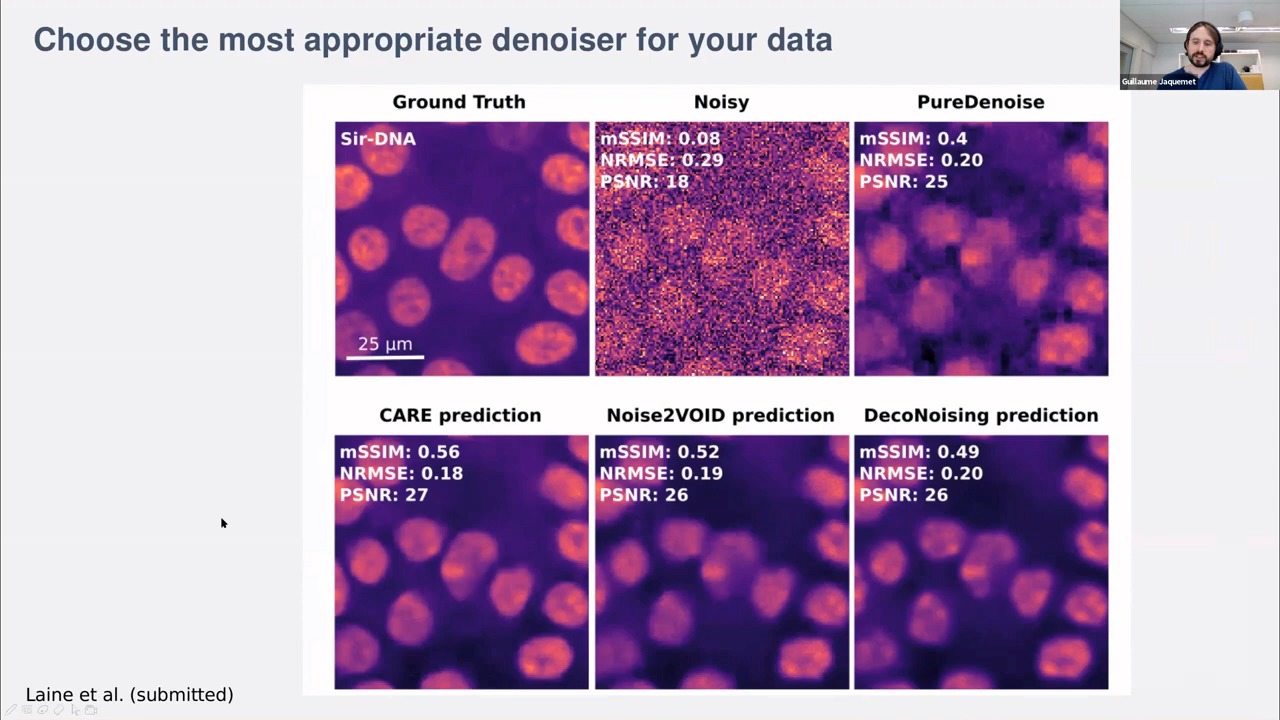 Choose the most appropriate denoiser for your data
Guillaume Jaquemet
Ground Truth
Noisy
PureDenoise
Sir-DNA
25 µm
mSSIM: 0.08
NRMSE: 0.29
PSNR: 18
mSSIM: 0.4
NRMSE: 0.20
PSNR: 25
CARE prediction
Noise2VOID prediction
DecoNoising prediction
mSSIM: 0.56
NRMSE: 0.18
PSNR: 27
mSSIM: 0.52
NRMSE: 0.19
PSNR: 26
mSSIM: 0.49
NRMSE: 0.20
PSNR: 26
Laine et al. (submitted)